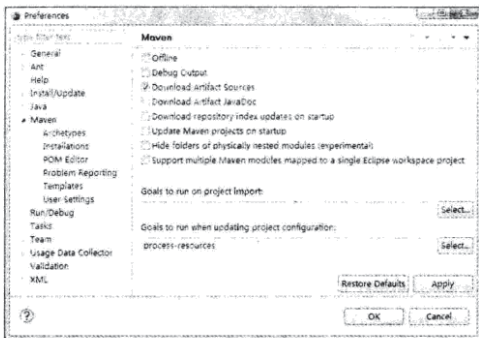 Preferences
type filter text
Maven
General
Ant
Help
Install/Update
Java
Maven
Archetypes
Installations
POM Editor
Problem Reporting
Templates
User Settings
Run/Debug
Tasks
Team
Usage Data Collector
Validation
XML
Offline
Debug Output
Download Artifact Sources
Download Artifact JavaDoc
Download repository index updates on startup
Update Maven projects on startup
Hide folders of physically nested modules (experimental)
Support multiple Maven modules mapped to a single Eclipse workspace project
Goals to run on project import:
Select...
Goals to run when updating project configuration:
process-resources
Select...
Restore Defaults
Apply
OK
Cancel